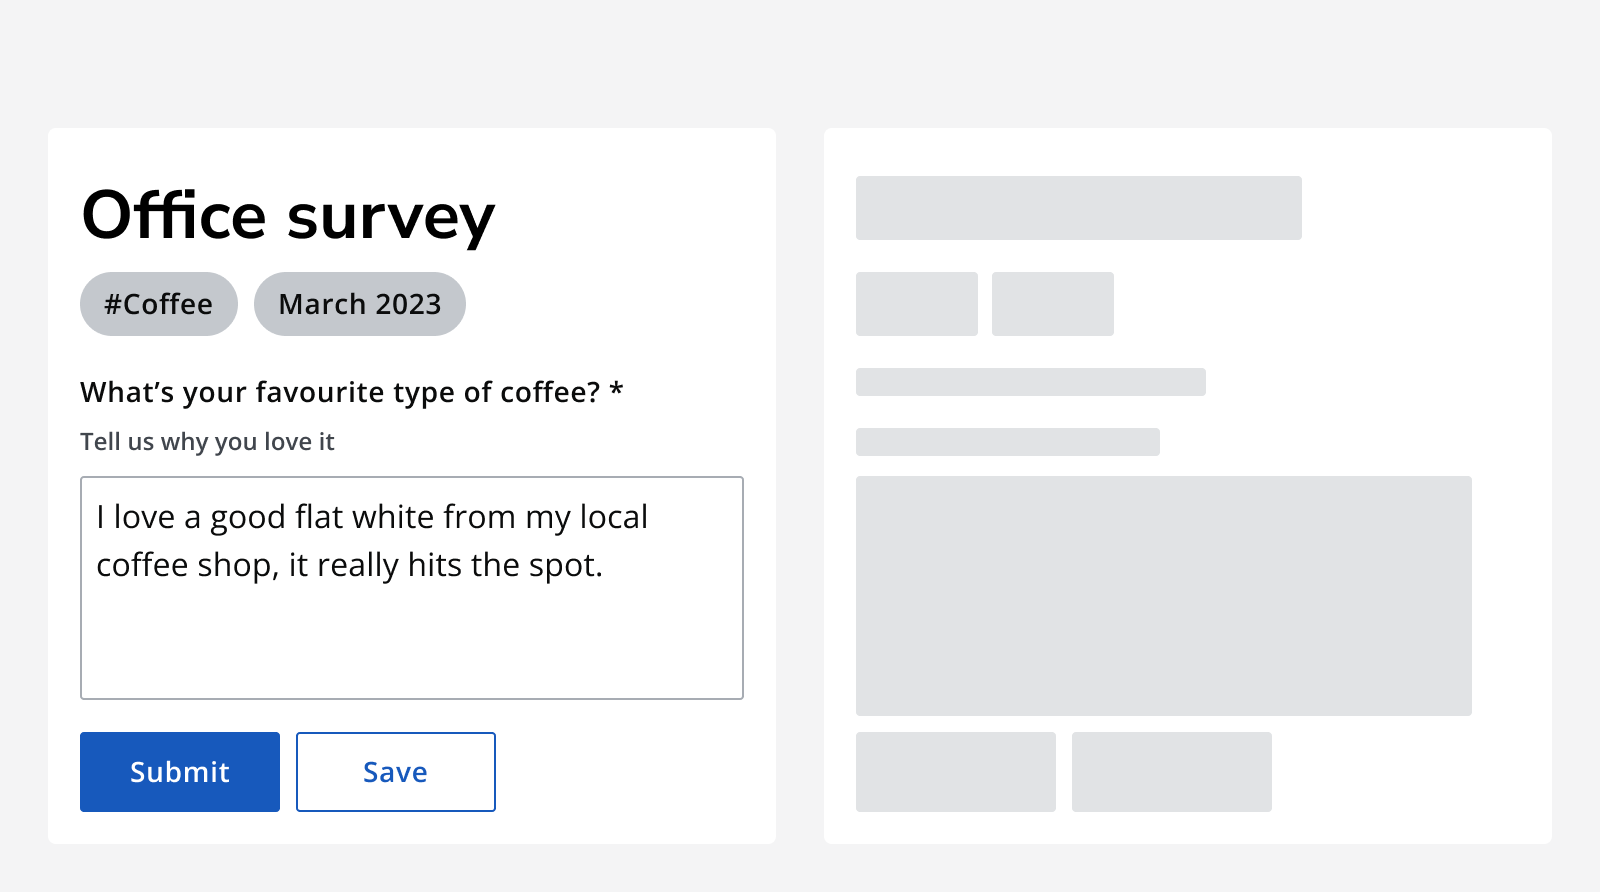 Office survey
#Coffee
March 2023
What’s your favourite type of coffee? *
Tell us why you love it
I love a good flat white from my local
coffee shop, it really hits the spot.
Submit
Save